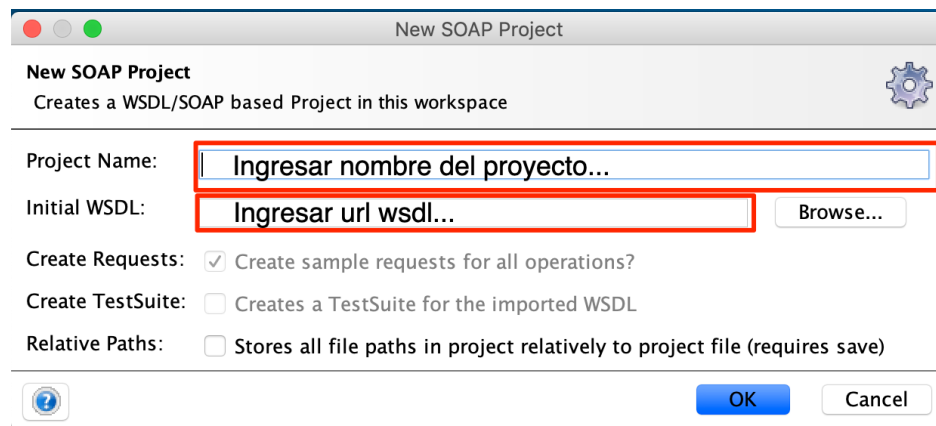 New SOAP Project
New SOAP Project
Creates a WSDL/SOAP based Project in this workspace
Project Name: Ingresar nombre del proyecto...
Initial WSDL: Ingresar url wsdl... Browse...
Create Requests: Create sample requests for all operations?
Create TestSuite: Creates a TestSuite for the imported WSDL
Relative Paths: Stores all file paths in project relatively to project file (requires save)
? OK Cancel